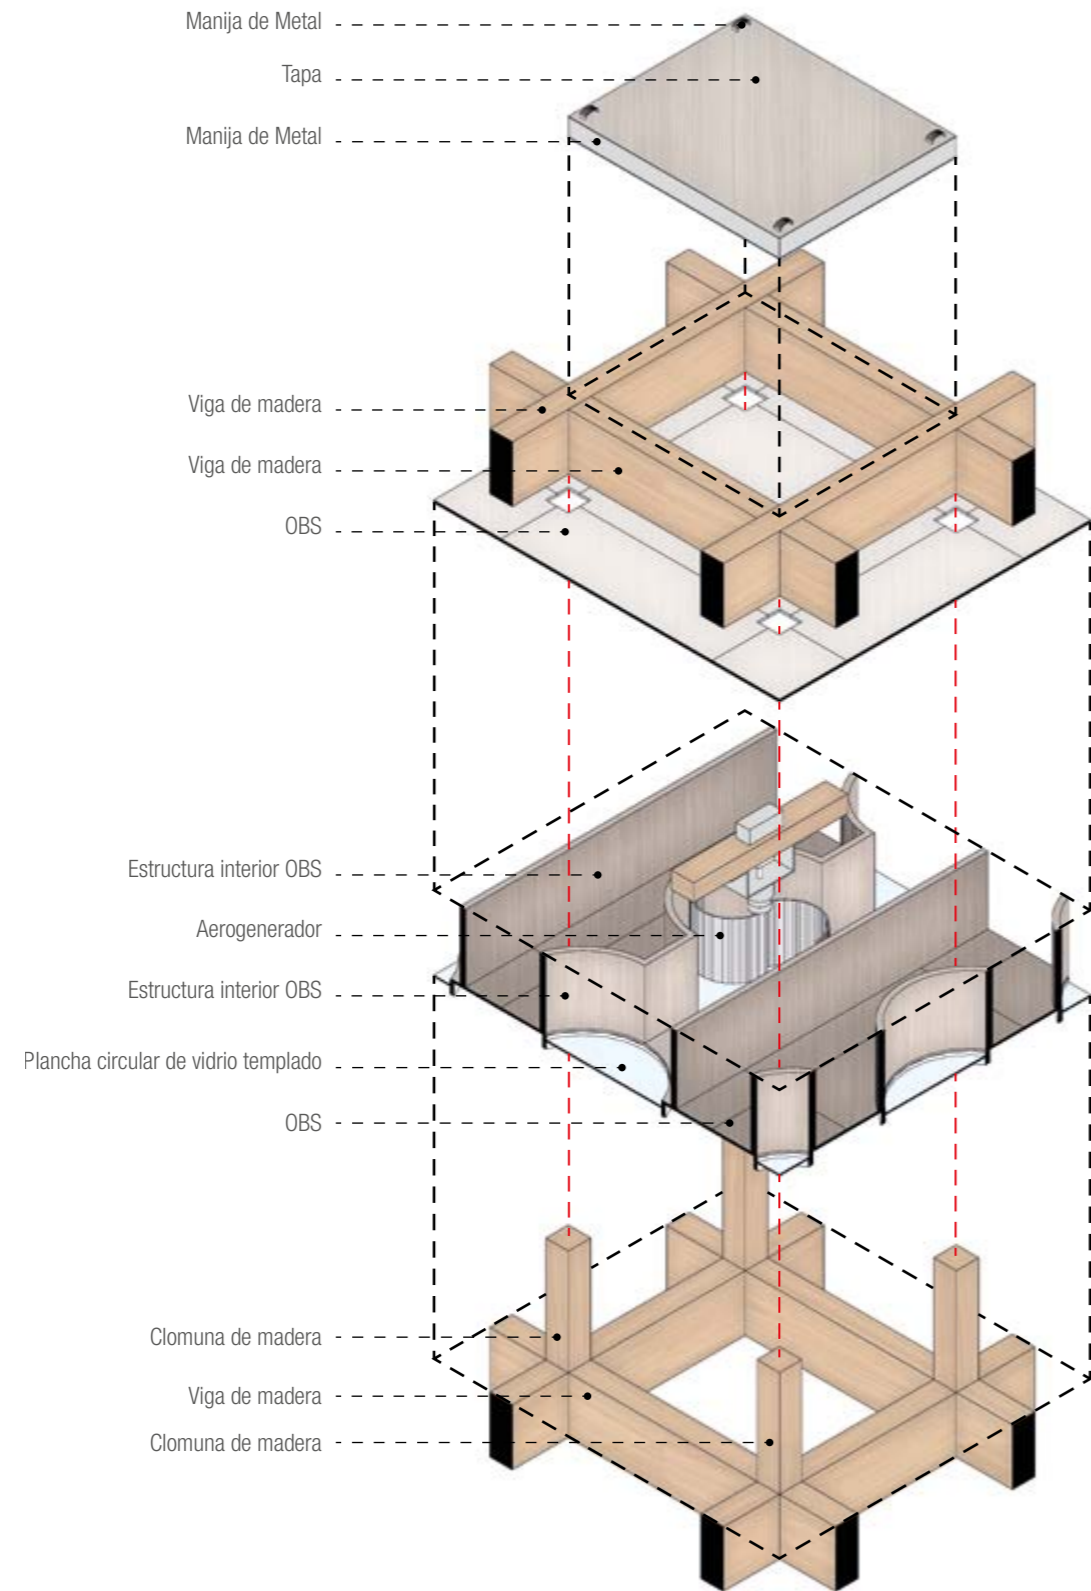 Manija de Metal
Tapa
Manija de Metal
Viga de madera
Viga de madera
OBS
Estructura interior OBS
Aerogenerador
Estructura interior OBS
Plancha circular de vidrio templado
OBS
Clomuna de madera
Viga de madera
Clomuna de madera